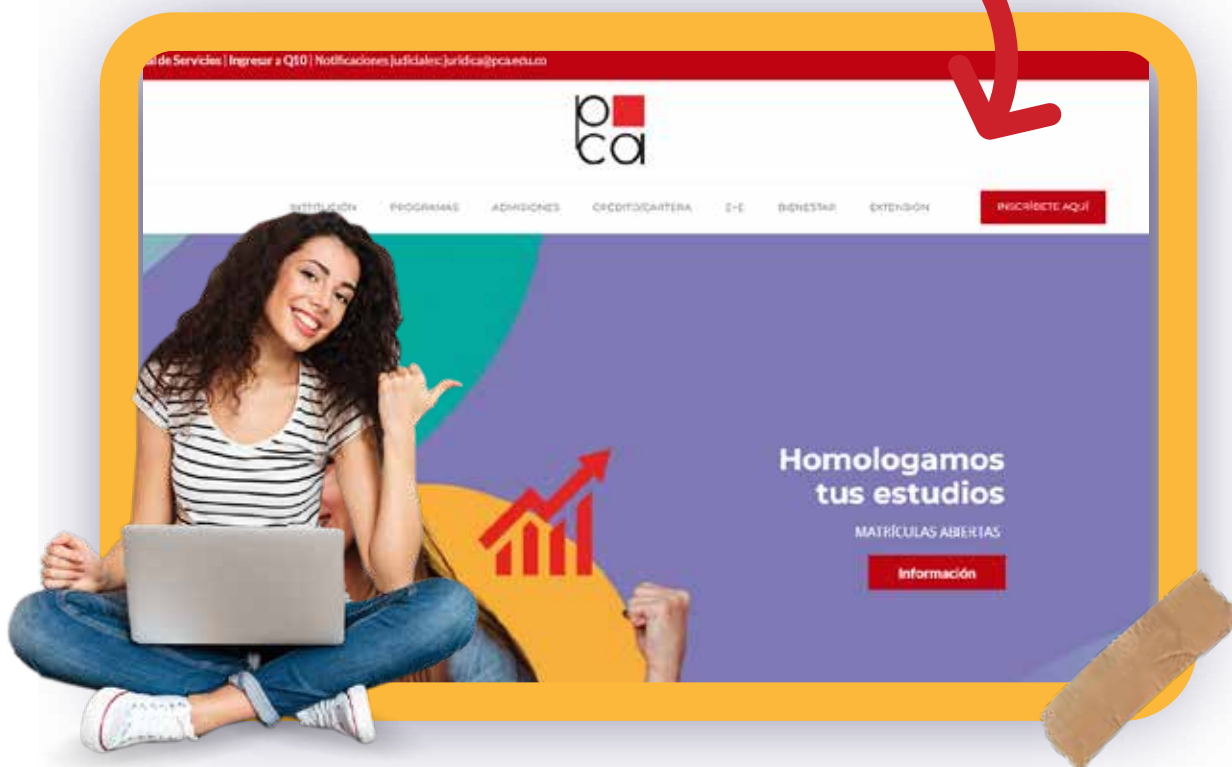 al de Servicios | Ingresar a Q10 | Notificaciones judiciales: juridica@pca.edu.co
pca
INSTITUCIÓN PROGRAMAS ADMISIONES CRÉDITO/CARTERA E+E BIENESTAR EXTENSIÓN INSCRÍBETE AQUÍ
Homologamos
tus estudios
MATRÍCULAS ABIERTAS
Información